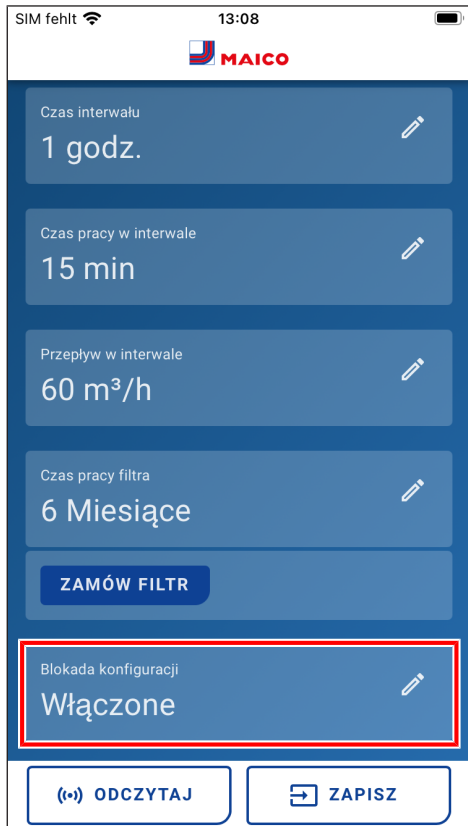 SIM fehlt 13:08
MAICO
Czas interwału
1 godz.
Czas pracy w interwale
15 min
Przepływ w interwale
60 m³/h
Czas pracy filtra
6 Miesiące
ZAMÓW FILTR
Blokada konfiguracji
Włączone
ODCZYTAJ ZAPISZ